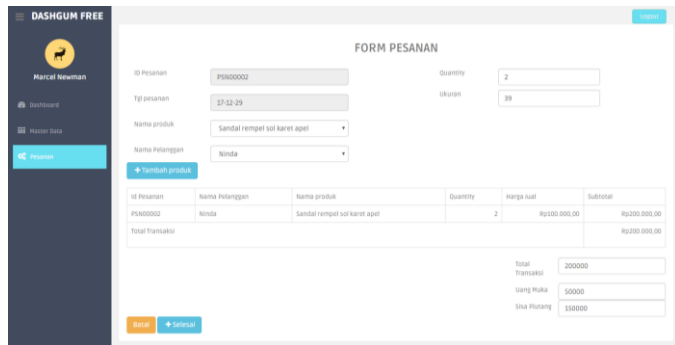 DASHGUM FREE
Logout
Marcel Newman
Dashboard
Master Data
Pesanan
FORM PESANAN
ID Pesanan
PSN00002
Quantity
2
Tgl pesanan
17-12-29
Ukuran
39
Nama produk
Sandal rempel sol karet apel
Nama Pelanggan
Ninda
+ Tambah produk
Id Pesanan Nama Pelanggan Nama produk Quantity Harga Jual Subtotal
PSN00002 Ninda Sandal rempel sol karet apel 2 Rp100.000,00 Rp200.000,00
Total Transaksi Rp200.000,00
Total
Transaksi
200000
Uang Muka
50000
Sisa Piutang
150000
Batal
+ Selesai